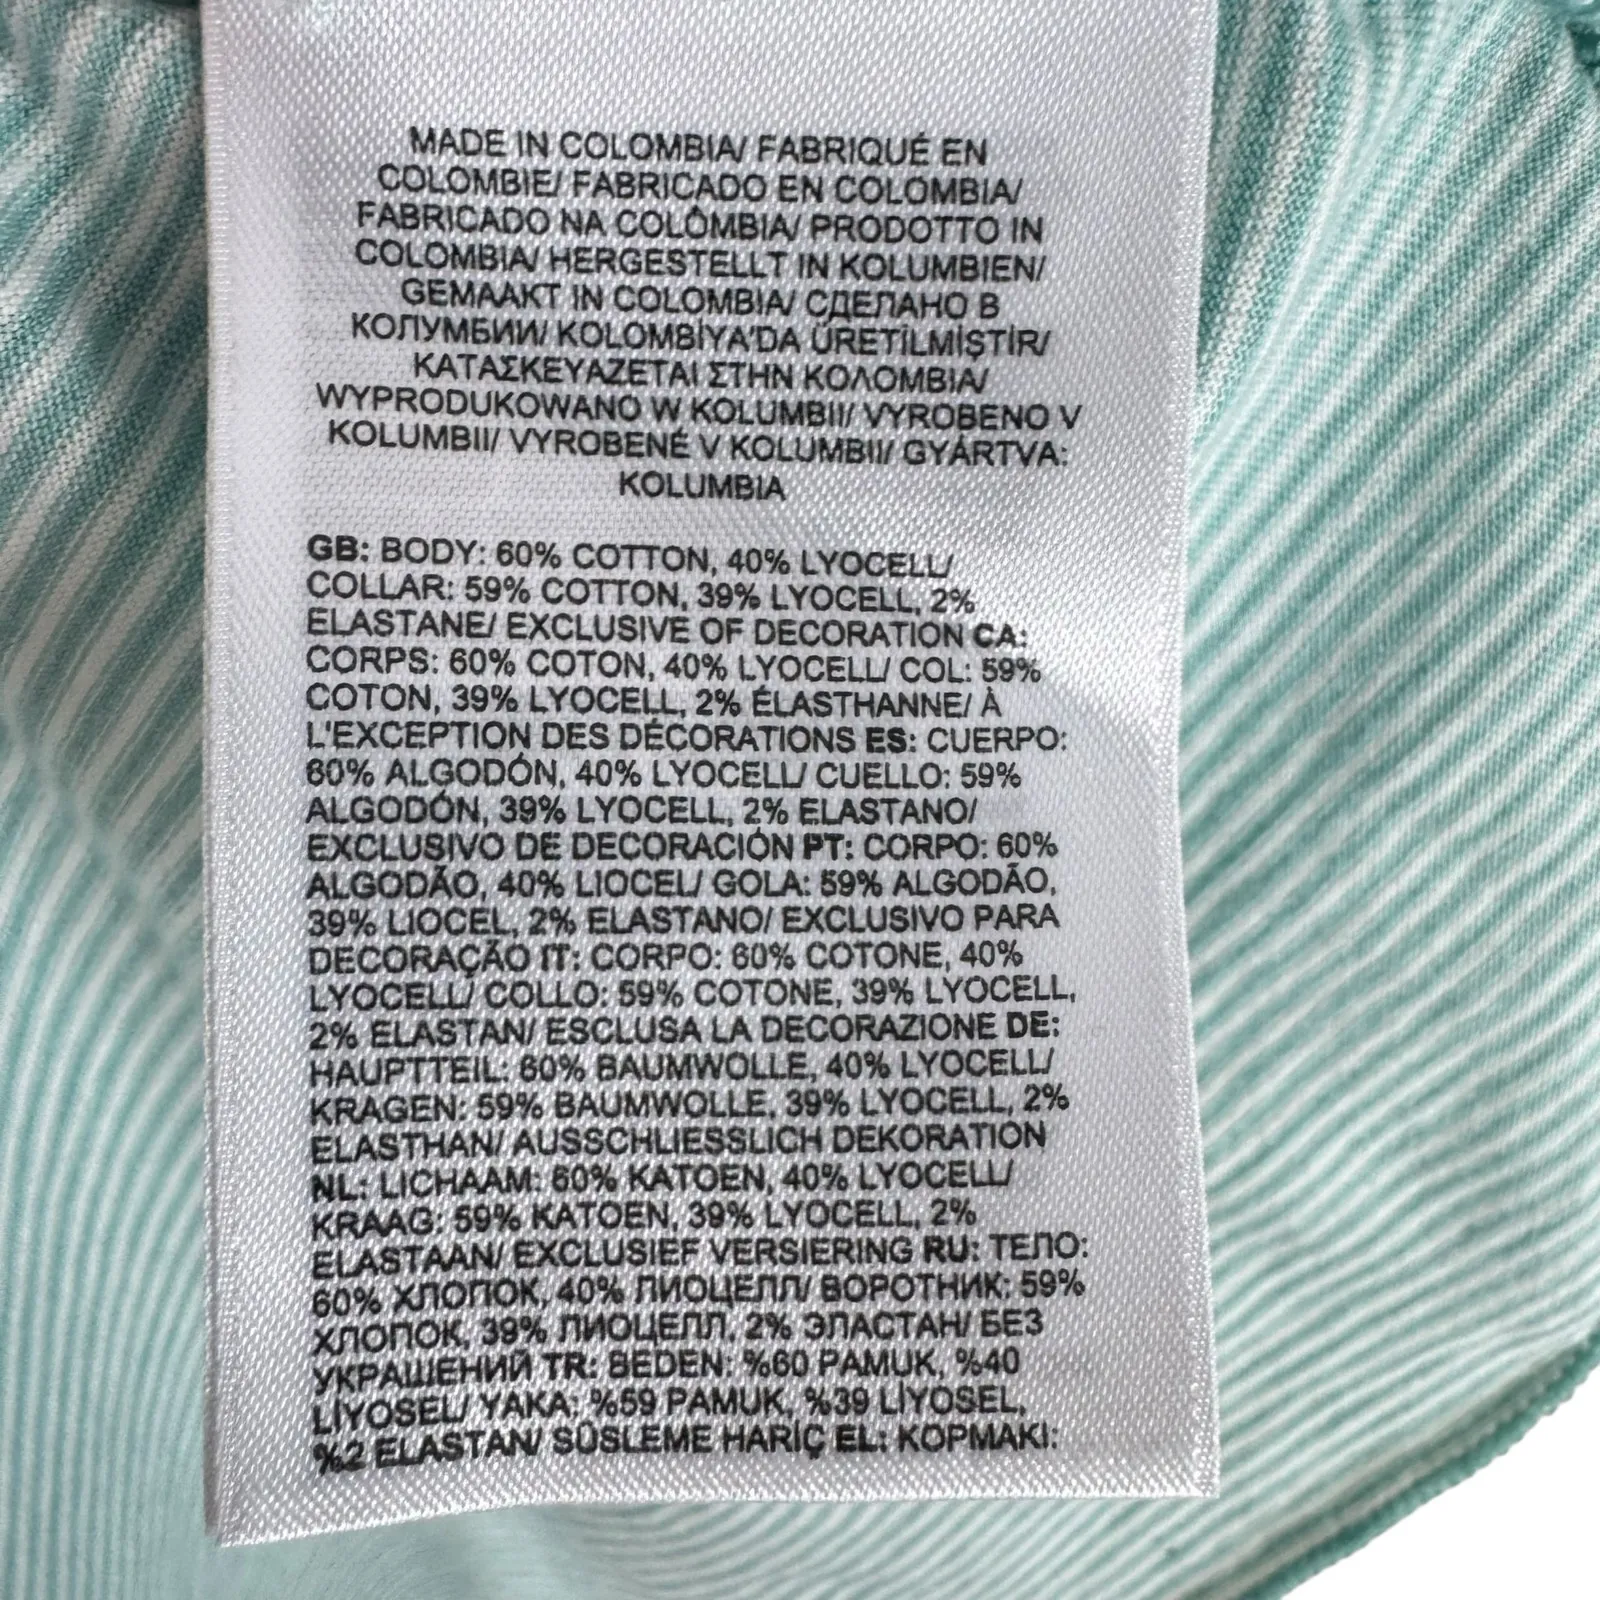 MADE IN COLOMBIA/ FABRIQUÉ EN
COLOMBIE/ FABRICADO EN COLOMBIA/
FABRICADO NA COLÔMBIA/ PRODOTTO IN
COLOMBIA/ HERGESTELLT IN KOLUMBIEN/
GEMAAKT IN COLOMBIA/ СДЕЛАНО В
КОЛУМБИИ/ KOLOMBİYA'DA ÜRETİLMİŞTİR/
ΚΑΤΑΣΚΕΥΑΖΕΤΑΙ ΣΤΗΝ ΚΟΛΟΜΒΙΑ/
WYPRODUKOWANO W KOLUMBII/ VYROBENO V
KOLUMBII/ VYROBENÉ V KOLUMBII/ GYÁRTVA:
KOLUMBIA
GB: BODY: 60% COTTON, 40% LYOCELL/
COLLAR: 59% COTTON, 39% LYOCELL, 2%
ELASTANE/ EXCLUSIVE OF DECORATION CA:
CORPS: 60% COTON, 40% LYOCELL/ COL: 59%
COTON, 39% LYOCELL, 2% ÉLASTHANNE/ À
L'EXCEPTION DES DÉCORATIONS ES: CUERPO:
60% ALGODÓN, 40% LYOCELL/ CUELLO: 59%
ALGODÓN, 39% LYOCELL, 2% ELASTANO/
EXCLUSIVO DE DECORACIÓN PT: CORPO: 60%
ALGODÃO, 40% LIOCEL/ GOLA: 59% ALGODÃO,
39% LIOCEL, 2% ELASTANO/ EXCLUSIVO PARA
DECORAÇÃO IT: CORPO: 60% COTONE, 40%
LYOCELL/ COLLO: 59% COTONE, 39% LYOCELL,
2% ELASTAN/ ESCLUSA LA DECORAZIONE DE:
HAUPTTEIL: 60% BAUMWOLLE, 40% LYOCELL/
KRAGEN: 59% BAUMWOLLE, 39% LYOCELL, 2%
ELASTHAN/ AUSSCHLIESSLICH DEKORATION
NL: LICHAAM: 60% KATOEN, 40% LYOCELL/
KRAAG: 59% KATOEN, 39% LYOCELL, 2%
ELASTAAN/ EXCLUSIEF VERSIERING RU: ТЕЛО:
60% ХЛОПОК, 40% ЛИОЦЕЛЛ/ ВОРОТНИК: 59%
ХЛОПОК, 39% ЛИОЦЕЛЛ, 2% ЭЛАСТАН/ БЕЗ
УКРАШЕНИЙ TR: BEDEN: %60 PAMUK, %40
LİYOSEL/ YAKA: %59 PAMUK, %39 LİYOSEL,
%2 ELASTAN/ SÜSLEME HARİÇ EL: ΚΟΡΜΑΚΙ: